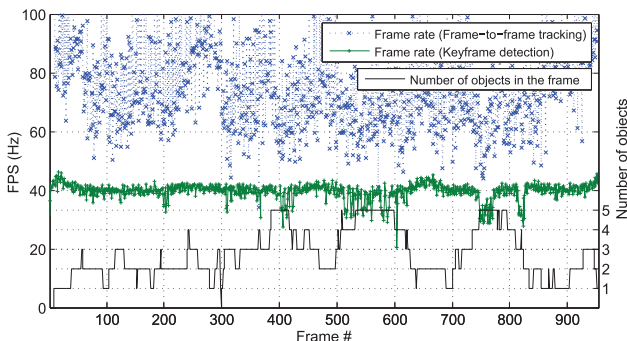 100
80
60
40
20
0
FPS (Hz)
Frame rate (Frame-to-frame tracking)
Frame rate (Keyframe detection)
Number of objects in the frame
5
4
3
2
1
Number of objects
100 200 300 400 500 600 700 800 900
Frame #